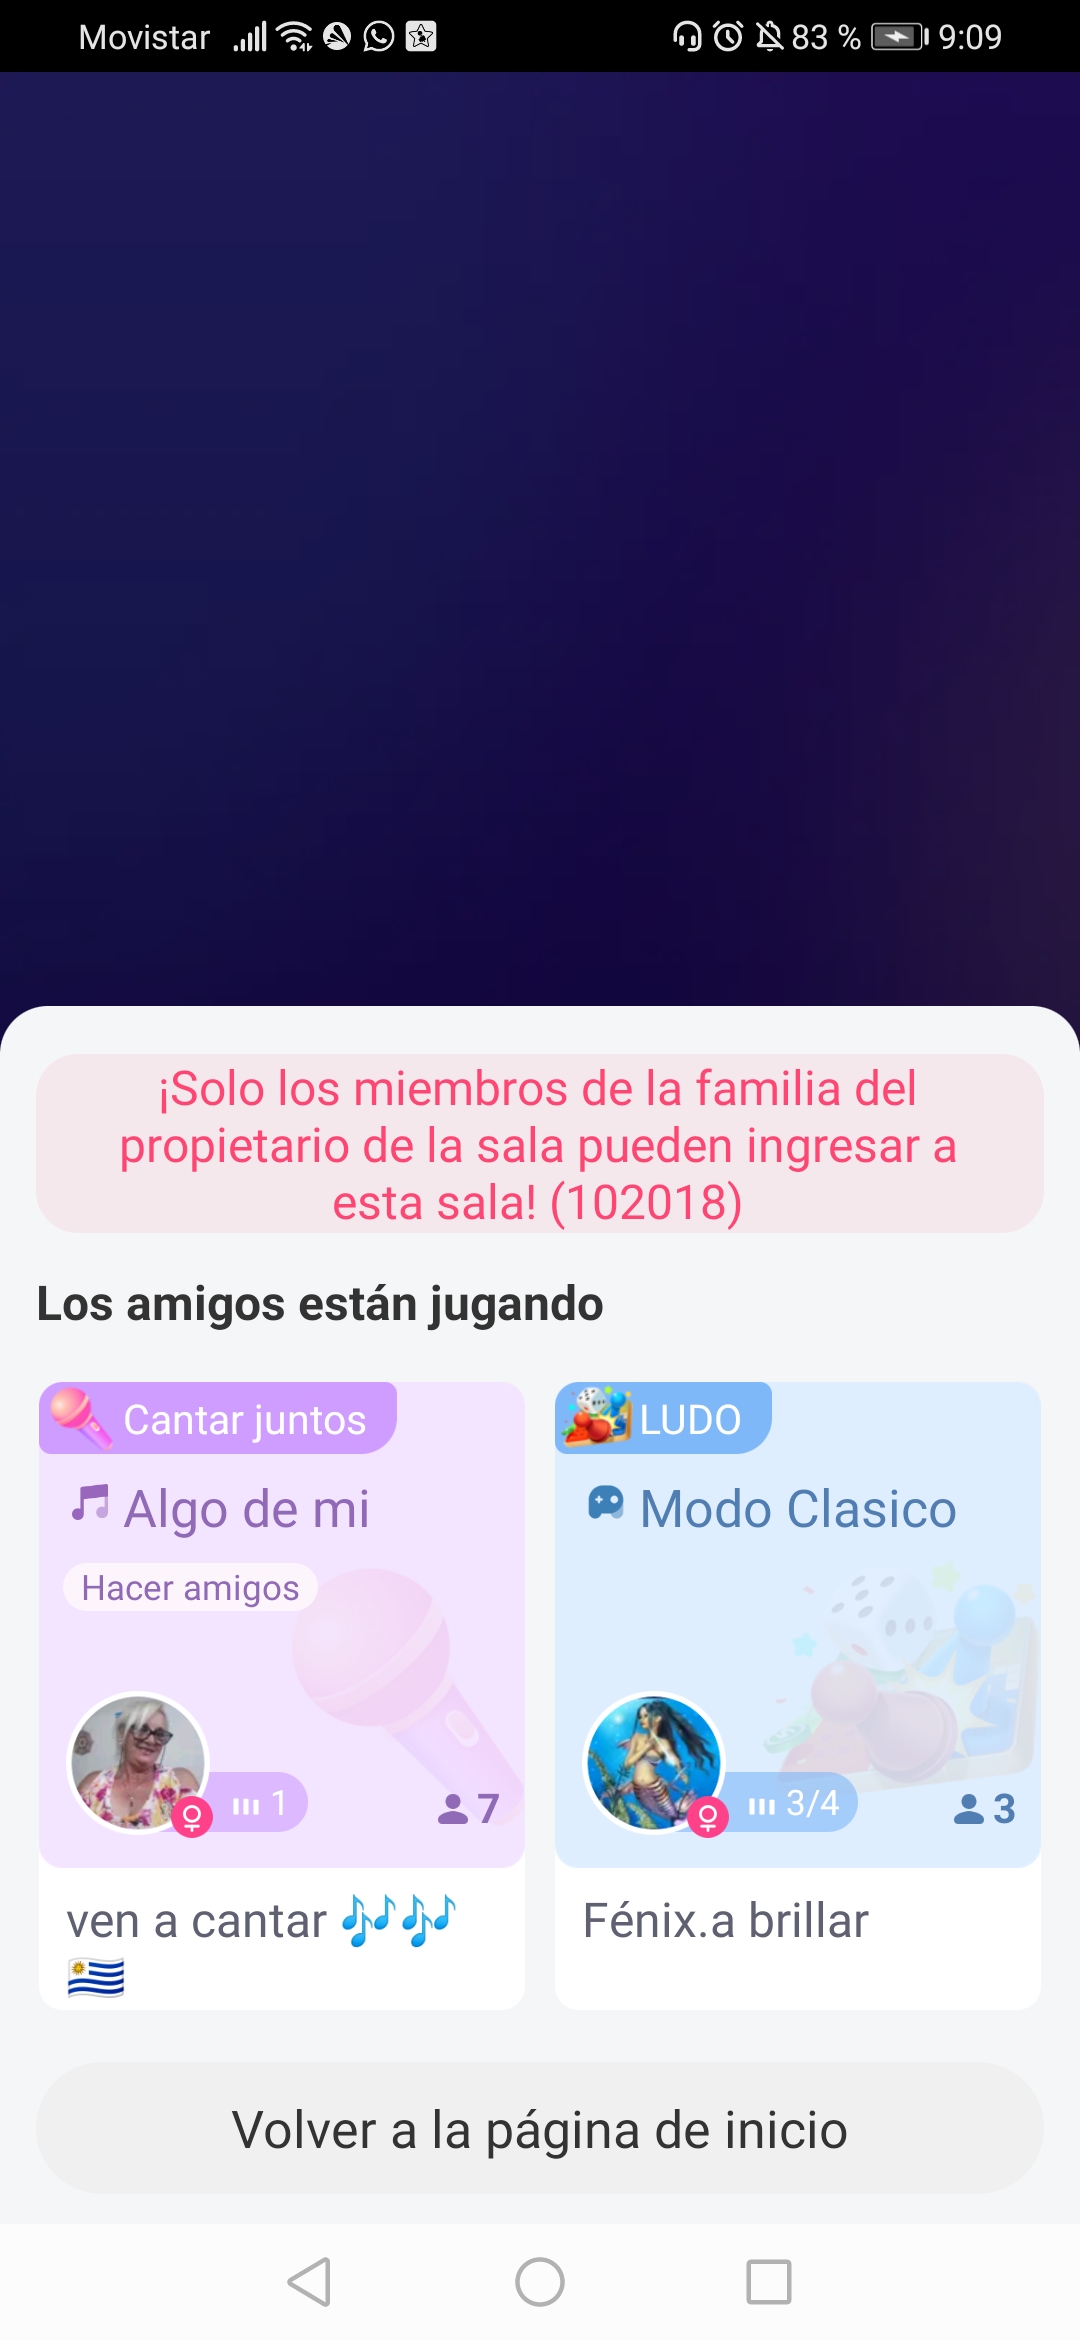 Movistar 83 % 9:09
¡Solo los miembros de la familia del
propietario de la sala pueden ingresar a
esta sala! (102018)
Los amigos están jugando
Cantar juntos
Algo de mi
Hacer amigos
1
7
ven a cantar 🎶🎶
🇺🇾
LUDO
Modo Clasico
3/4
3
Fénix.a brillar
Volver a la página de inicio